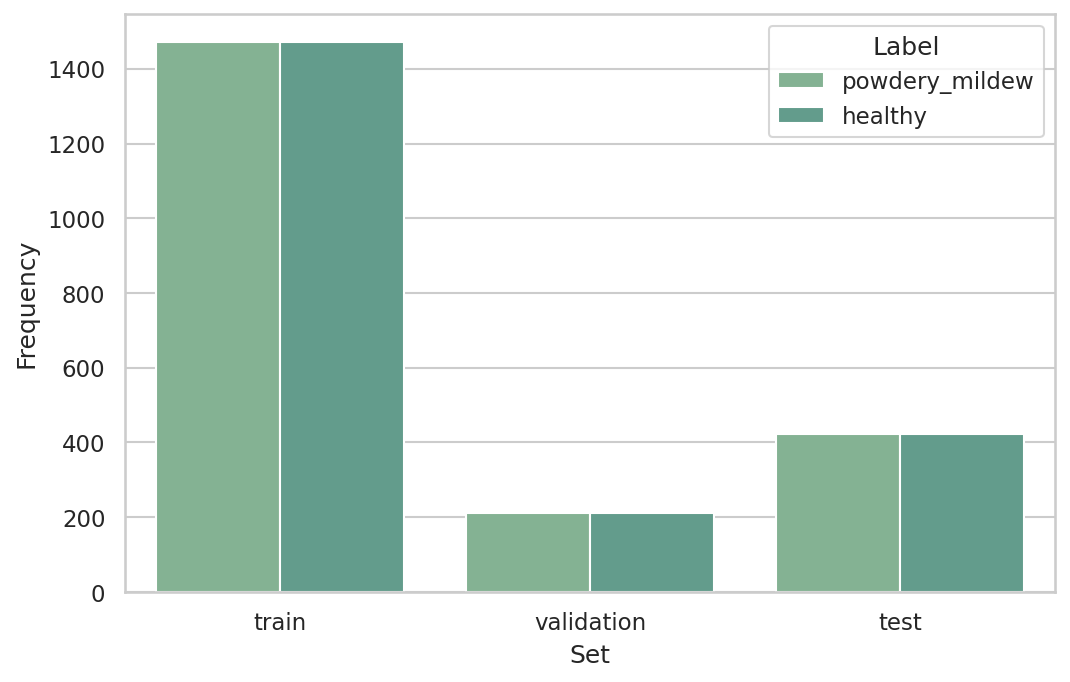 Label
powdery_mildew
healthy
1400
1200
1000
800
600
400
200
0
Frequency
train
validation
test
Set